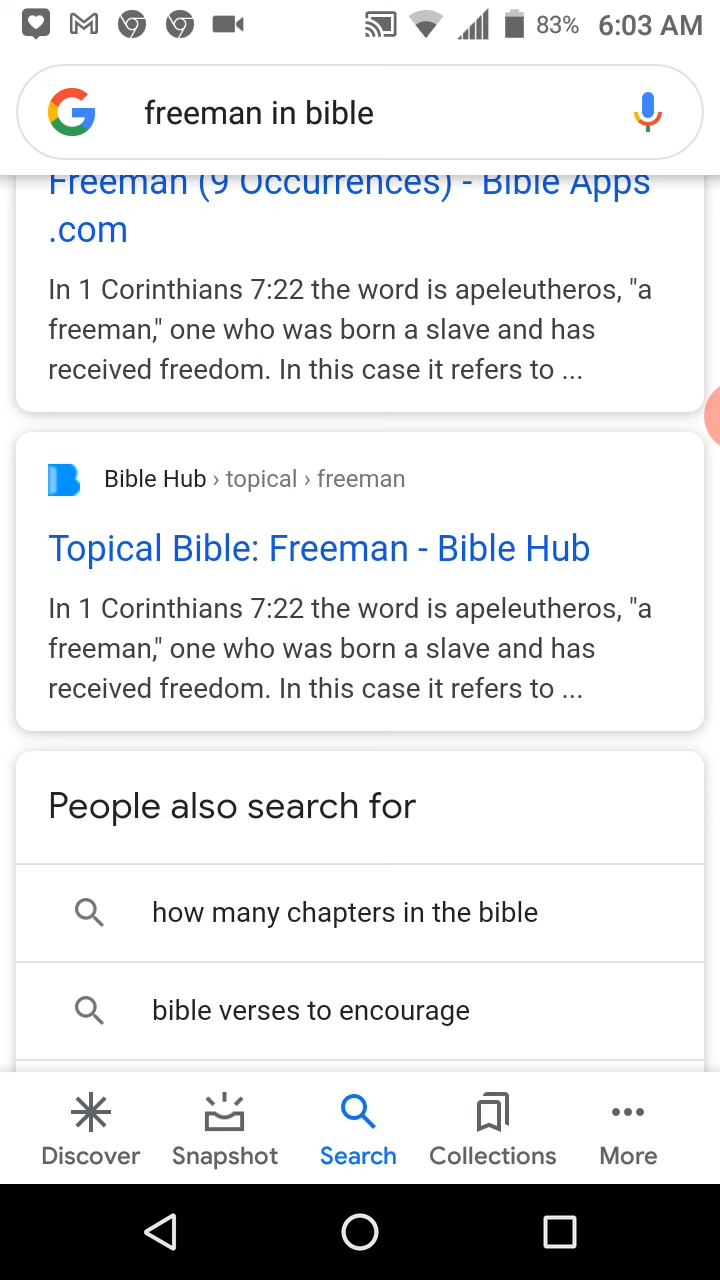 83% 6:03 AM
freeman in bible
Freeman (9 Occurrences) - Bible Apps
.com
In 1 Corinthians 7:22 the word is apeleutheros, "a
freeman," one who was born a slave and has
received freedom. In this case it refers to ...
Bible Hub › topical › freeman
Topical Bible: Freeman - Bible Hub
In 1 Corinthians 7:22 the word is apeleutheros, "a
freeman," one who was born a slave and has
received freedom. In this case it refers to ...
People also search for
how many chapters in the bible
bible verses to encourage
Discover Snapshot Search Collections More